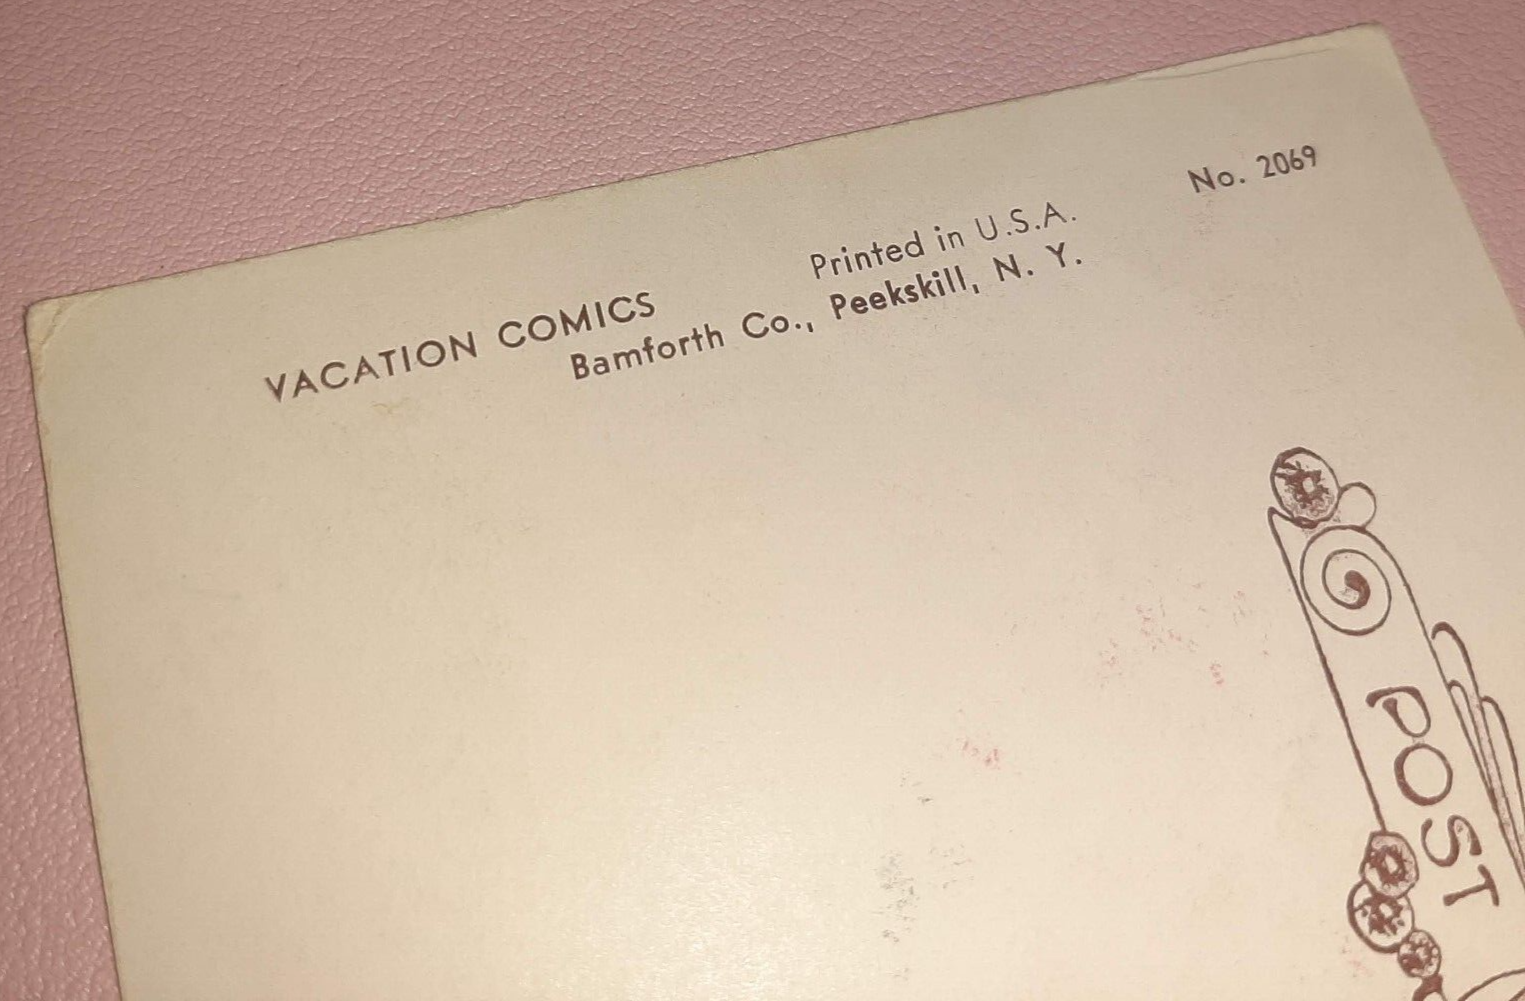 No. 2069
VACATION COMICS
Printed in U.S.A.
Bamforth Co., Peekskill, N. Y.
POST